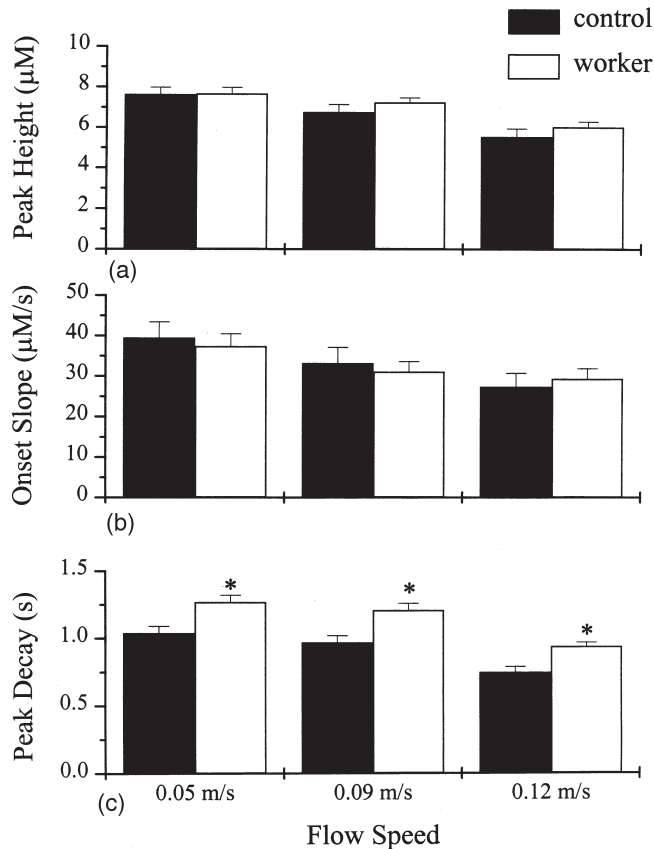 control
worker
Peak Height (μM)
10
8
6
4
2
0
(a)
Onset Slope (μM/s)
50
40
30
20
10
0
(b)
Peak Decay (s)
1.5
1.0
0.5
0.0
* * *
(c)
0.05 m/s 0.09 m/s 0.12 m/s
Flow Speed